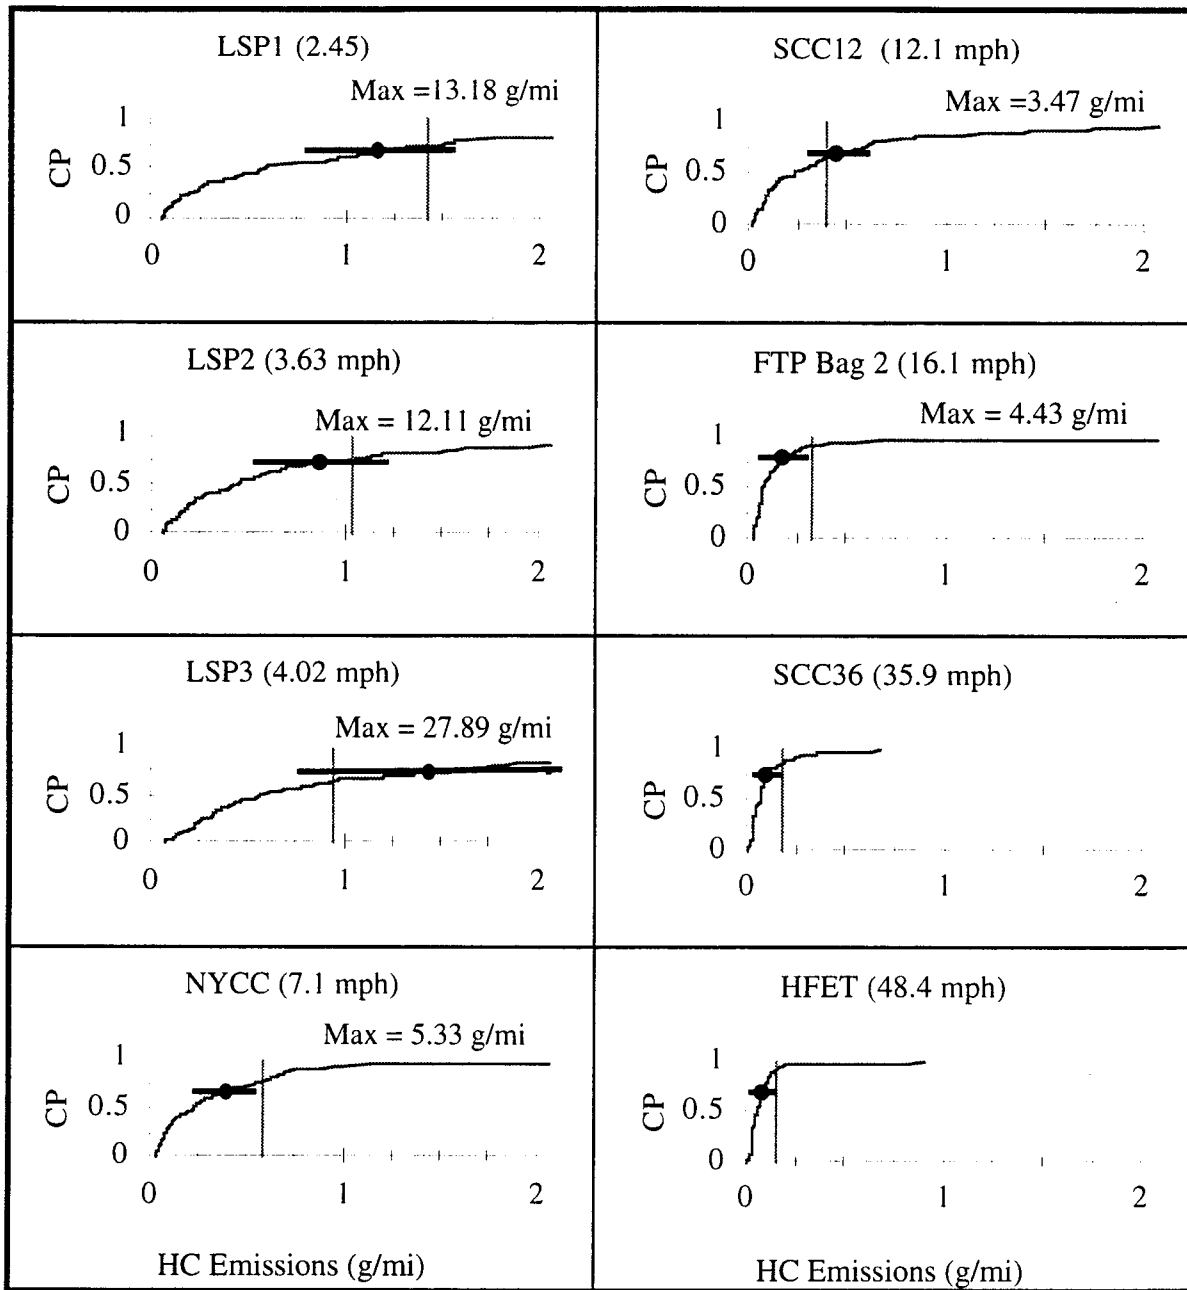 LSP1 (2.45)
Max =13.18 g/mi
CP
1
0.5
0
0 1 2
SCC12 (12.1 mph)
Max =3.47 g/mi
CP
1
0.5
0
0 1 2
LSP2 (3.63 mph)
Max = 12.11 g/mi
CP
1
0.5
0
0 1 2
FTP Bag 2 (16.1 mph)
Max = 4.43 g/mi
CP
1
0.5
0
0 1 2
LSP3 (4.02 mph)
Max = 27.89 g/mi
CP
1
0.5
0
0 1 2
SCC36 (35.9 mph)
CP
1
0.5
0
0 1 2
NYCC (7.1 mph)
Max = 5.33 g/mi
CP
1
0.5
0
0 1 2
HC Emissions (g/mi)
HFET (48.4 mph)
CP
1
0.5
0
0 1 2
HC Emissions (g/mi)